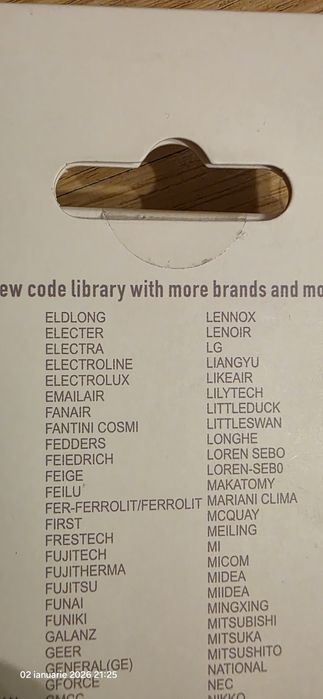 ew code library with more brands and mo
ELDLONG
ELECTER
ELECTRA
ELECTROLINE
ELECTROLUX
EMAILAIR
FANAIR
FANTINI COSMI
FEDDERS
FEIEDRICH
FEIGE
FEILU
FER-FERROLIT/FERROLIT
FIRST
FRESTECH
FUJITECH
FUJITHERMA
FUJITSU
FUNAI
FUNIKI
GALANZ
GEER
GENERAL(GE)
GFORCE
GMCC
LENNOX
LENOIR
LG
LIANGYU
LIKEAIR
LILYTECH
LITTLEDUCK
LITTLESWAN
LONGHE
LOREN SEBO
LOREN-SEB0
MAKATOMY
MARIANI CLIMA
MCQUAY
MEILING
MI
MICOM
MIDEA
MIIDEA
MINGXING
MITSUBISHI
MITSUKA
MITSUSHITO
NATIONAL
NEC
NEKKO
02 ianuarie 2026 21:25